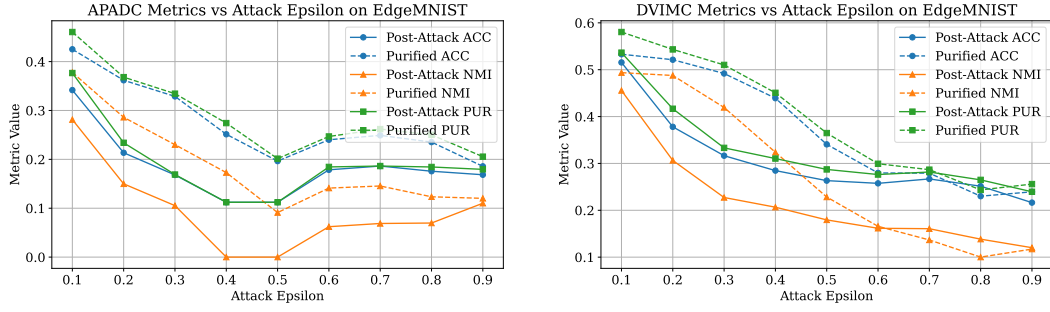 APADC Metrics vs Attack Epsilon on EdgeMNIST
Metric Value
0.4
0.3
0.2
0.1
0.0
Post-Attack ACC
Purified ACC
Post-Attack NMI
Purified NMI
Post-Attack PUR
Purified PUR
0.1 0.2 0.3 0.4 0.5 0.6 0.7 0.8 0.9
Attack Epsilon
DVIMC Metrics vs Attack Epsilon on EdgeMNIST
Metric Value
0.6
0.5
0.4
0.3
0.2
0.1
Post-Attack ACC
Purified ACC
Post-Attack NMI
Purified NMI
Post-Attack PUR
Purified PUR
0.1 0.2 0.3 0.4 0.5 0.6 0.7 0.8 0.9
Attack Epsilon